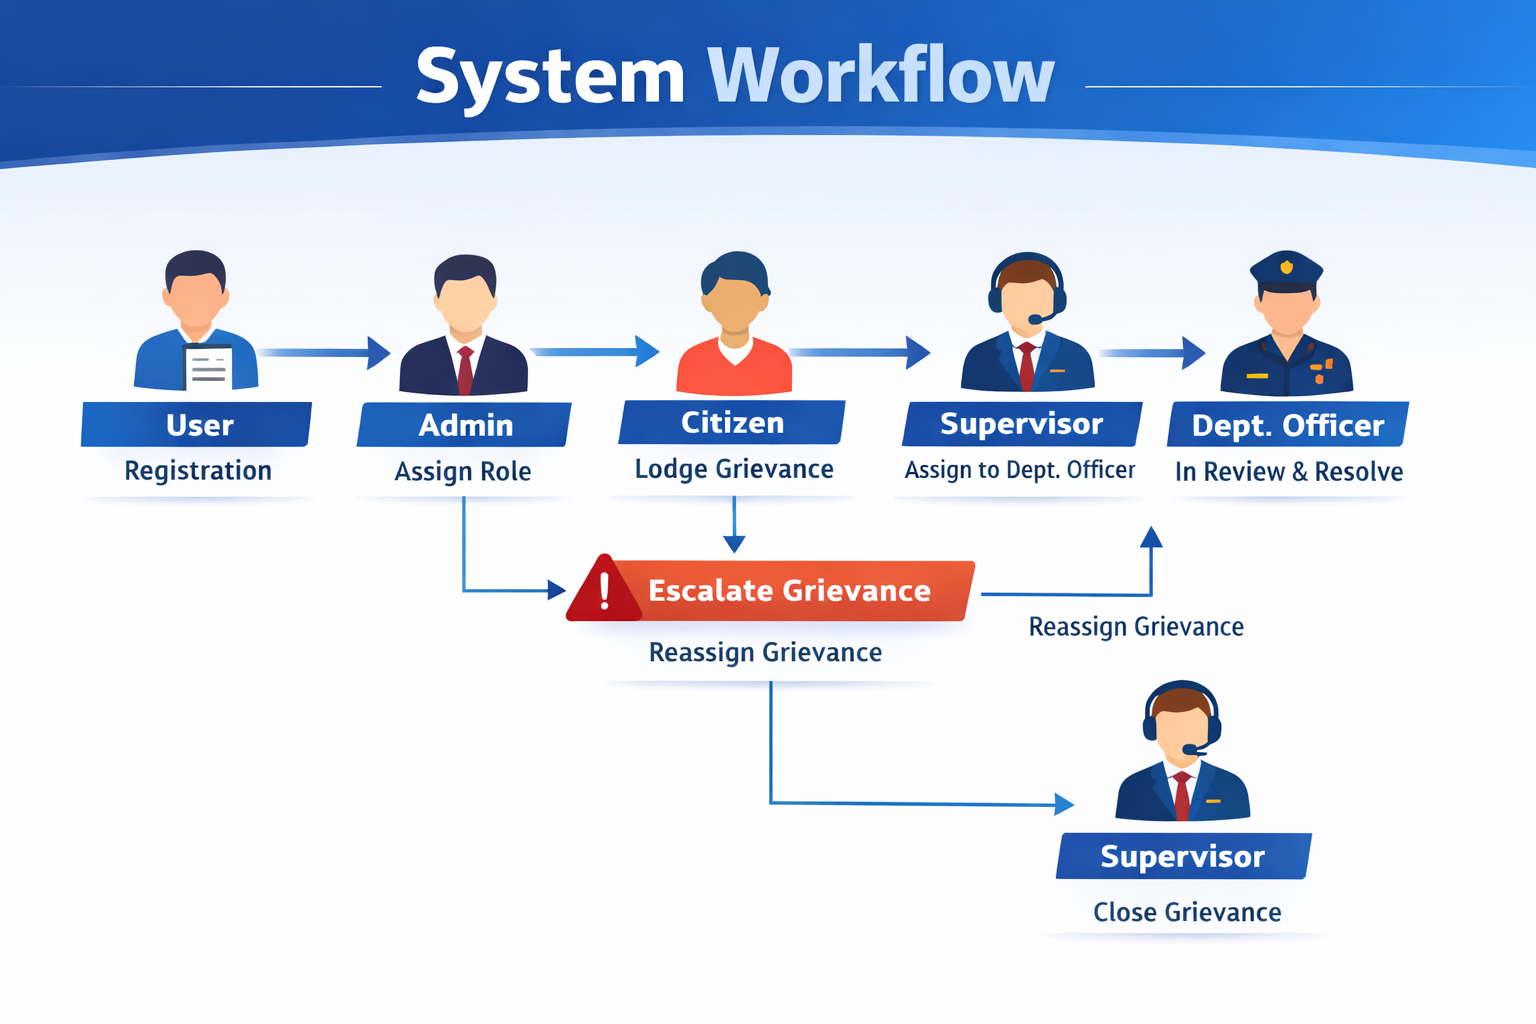 System Workflow
User
Registration
Admin
Assign Role
Citizen
Lodge Grievance
Supervisor
Assign to Dept. Officer
Dept. Officer
In Review & Resolve
! Escalate Grievance
Reassign Grievance
Reassign Grievance
Supervisor
Close Grievance